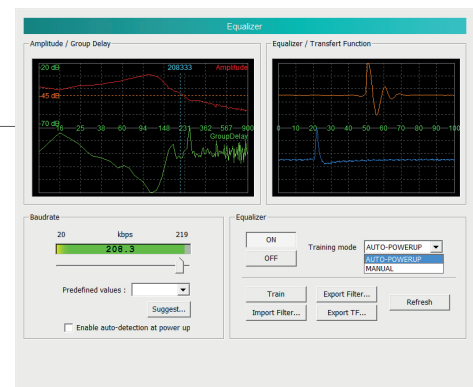 Equalizer
Amplitude / Group Delay
-20 dB 208333 Amplitude
-45 dB
-70 dB
16 25 38 60 94 148 231 362 567 900
GroupDelay
Equalizer / Transfert Function
0 10 20 30 40 50 60 70 80 90 100
Baudrate
20 kbps 219
208.3
Predefined values :
Suggest...
Enable auto-detection at power up
Equalizer
ON
OFF
Training mode AUTO-POWERUP
AUTO-POWERUP
MANUAL
Train Export Filter...
Refresh
Import Filter... Export TF...